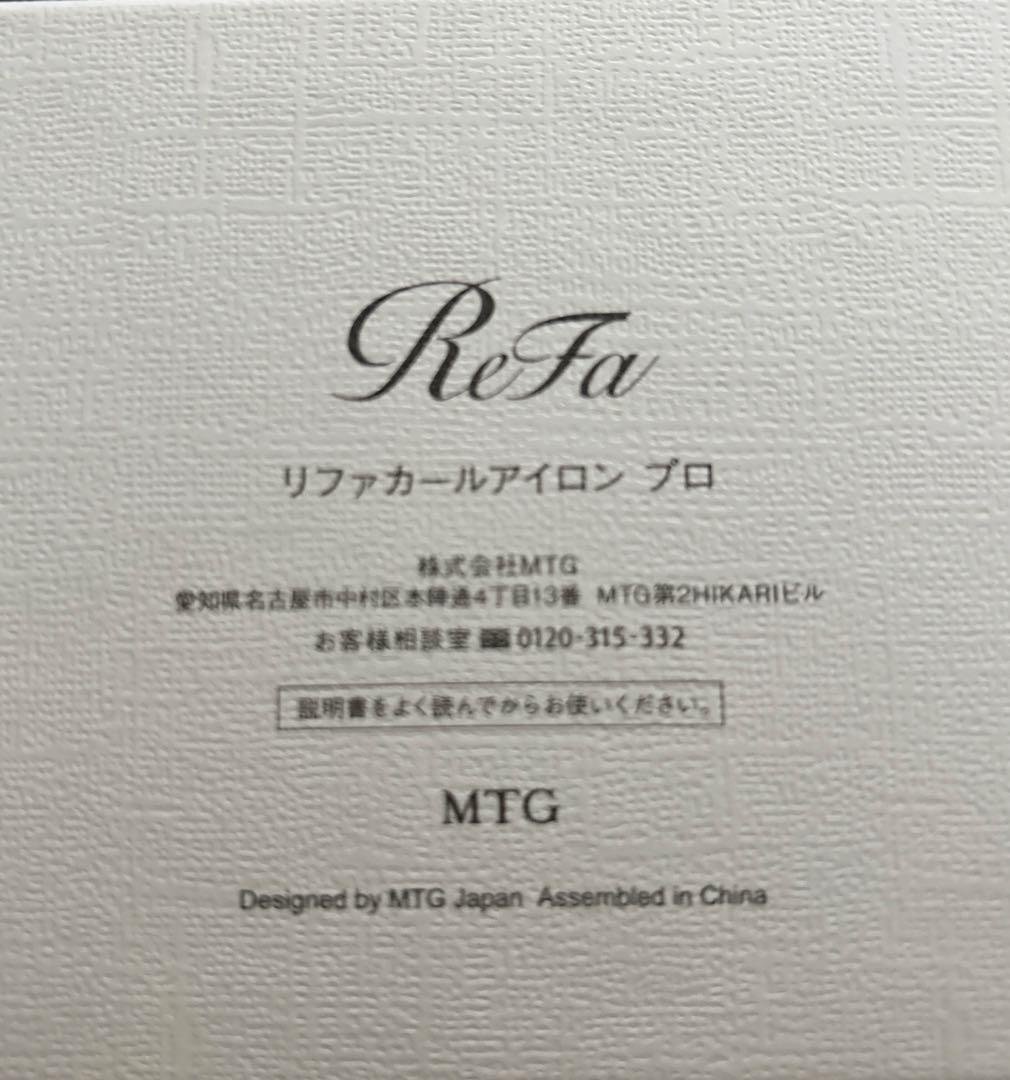 ReFa
リファカールアイロン プロ
株式会社MTG
愛知県名古屋市中村区本陣通4丁目13番 MTG第2HIKARIビル
お客様相談室 0120-315-332
説明書をよく読んでからお使いください。
MTG
Designed by MTG Japan Assembled in China